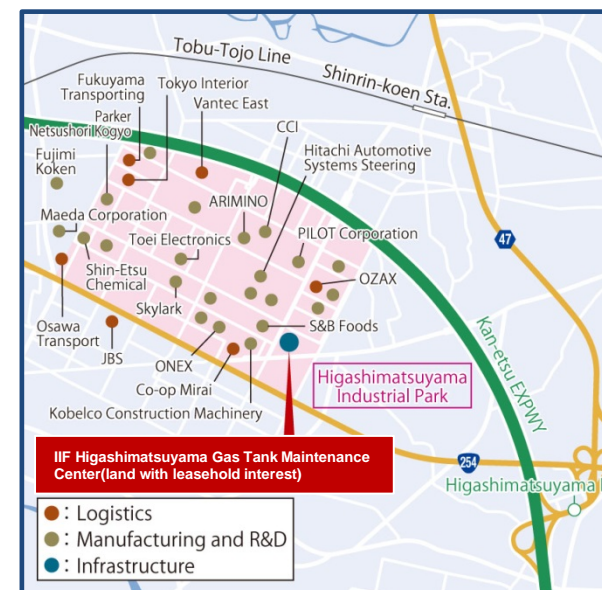 Tobu-Tojo Line
Shinrin-koen Sta.
Fukuyama
Transporting
Tokyo Interior
Vantec East
Parker
Netsushori Kogyo
CCI
Hitachi Automotive
Systems Steering
Fujimi
Koken
ARIMINO
Maeda Corporation
Toei Electronics
PILOT Corporation
47
Shin-Etsu
Chemical
OZAX
Skylark
Osawa
Transport
S&B Foods
JBS
ONEX
Co-op Mirai
Kobelco Construction Machinery
Higashimatsuyama
Industrial Park
Kan-etsu EXPWY
IIF Higashimatsuyama Gas Tank Maintenance
Center(land with leasehold interest)
254
Higashimatsuyama
: Logistics
: Manufacturing and R&D
: Infrastructure